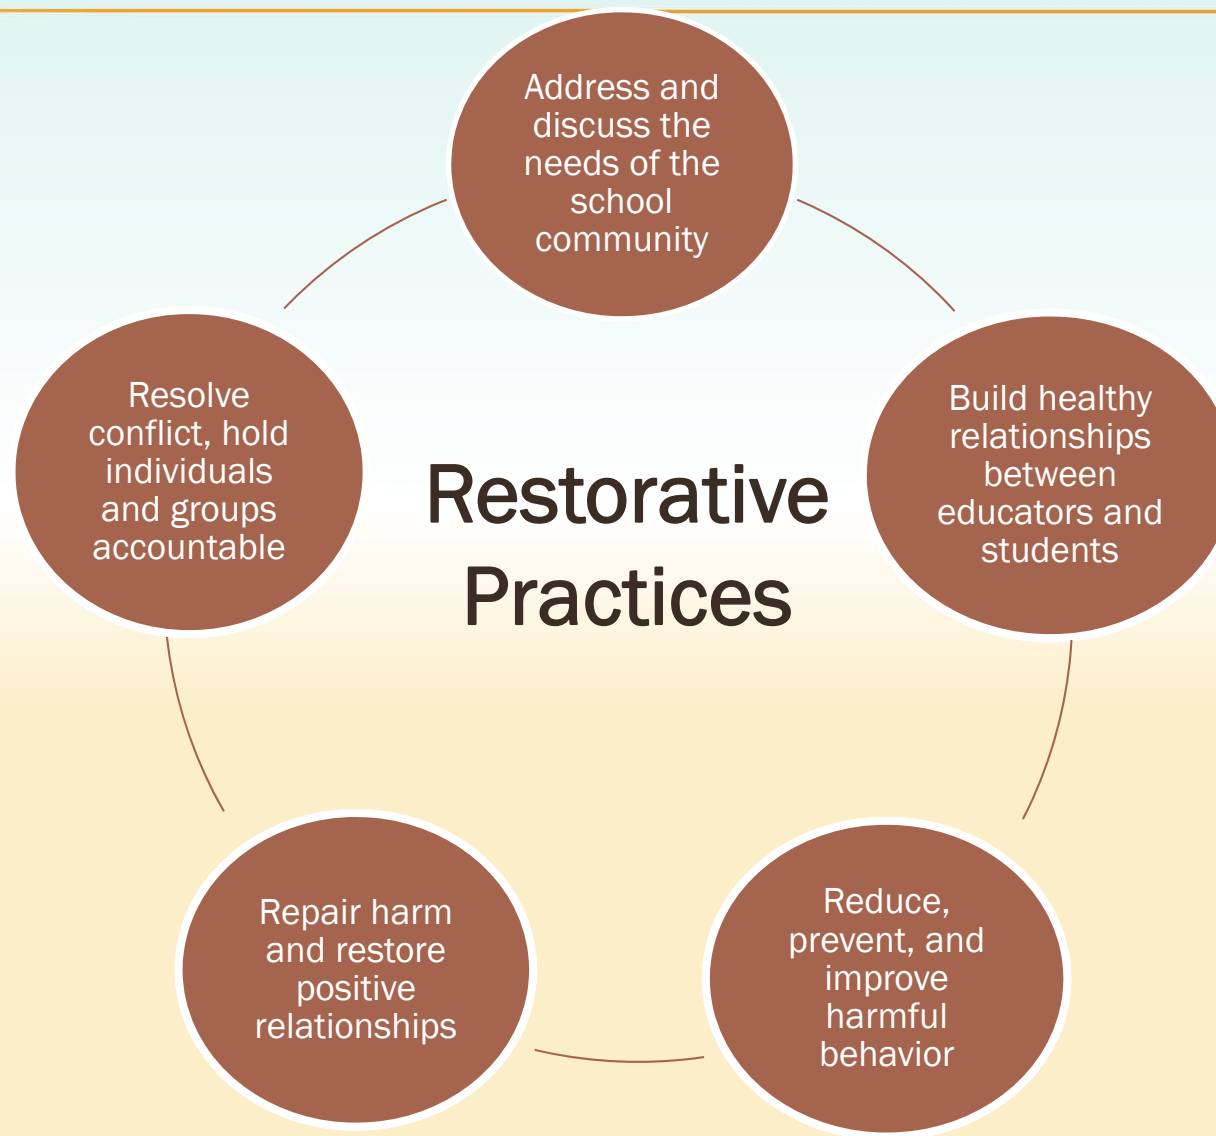 Address and
discuss the
needs of the
school
community
Build healthy
relationships
between
educators and
students
Reduce,
prevent, and
improve
harmful
behavior
Repair harm
and restore
positive
relationships
Resolve
conflict, hold
individuals
and groups
accountable
Restorative
Practices